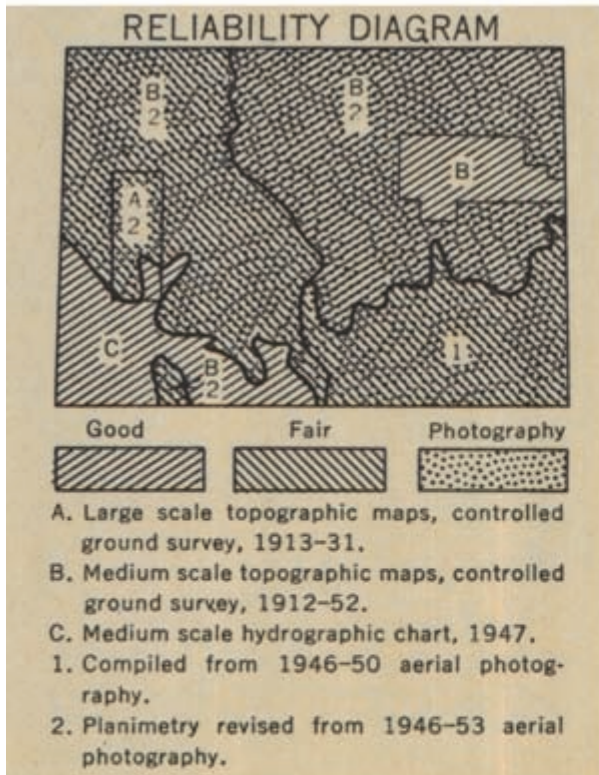 RELIABILITY DIAGRAM
B
2
B
2
B
A
2
C
B
2
1
Good Fair Photography
A. Large scale topographic maps, controlled
ground survey, 1913-31.
B. Medium scale topographic maps, controlled
ground survey, 1912-52.
C. Medium scale hydrographic chart, 1947.
1. Compiled from 1946-50 aerial photog-
raphy.
2. Planimetry revised from 1946-53 aerial
photography.